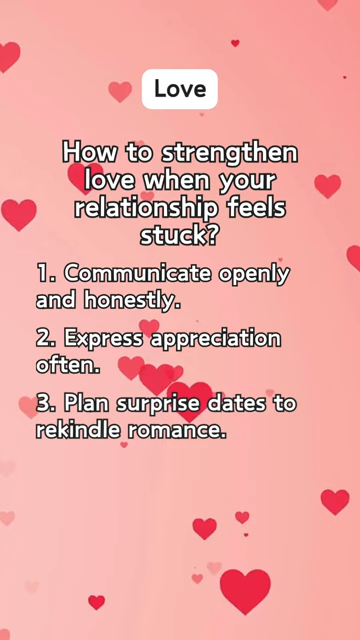 Love
How to strengthen
love when your
relationship feels
stuck?
1. Communicate openly
and honestly.
2. Express appreciation
often.
3. Plan surprise dates to
rekindle romance.